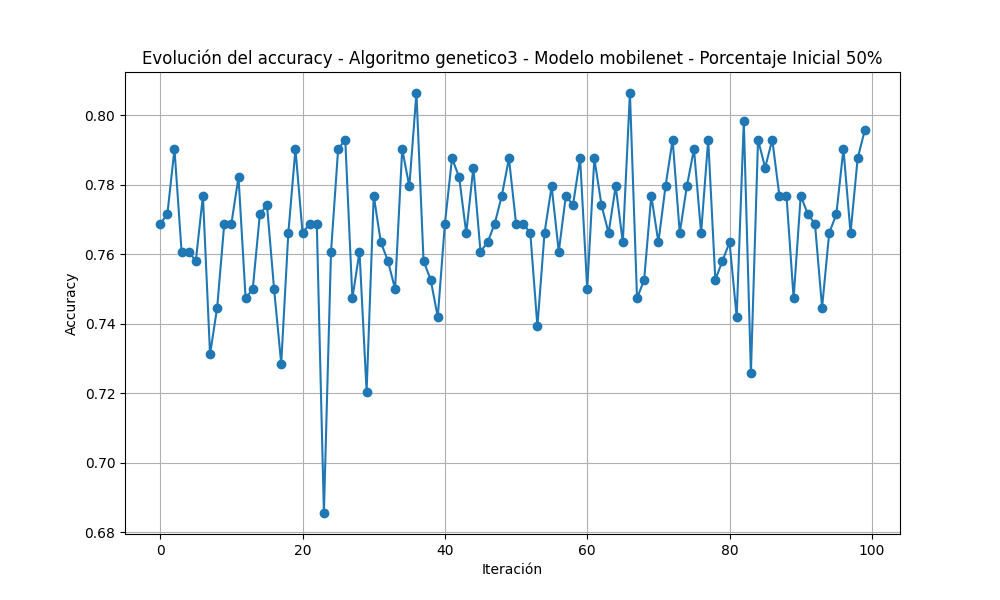 Evolución del accuracy - Algoritmo genetico3 - Modelo mobilenet - Porcentaje Inicial 50%
Accuracy
0.80
0.78
0.76
0.74
0.72
0.70
0.68
0 20 40 60 80 100
Iteración